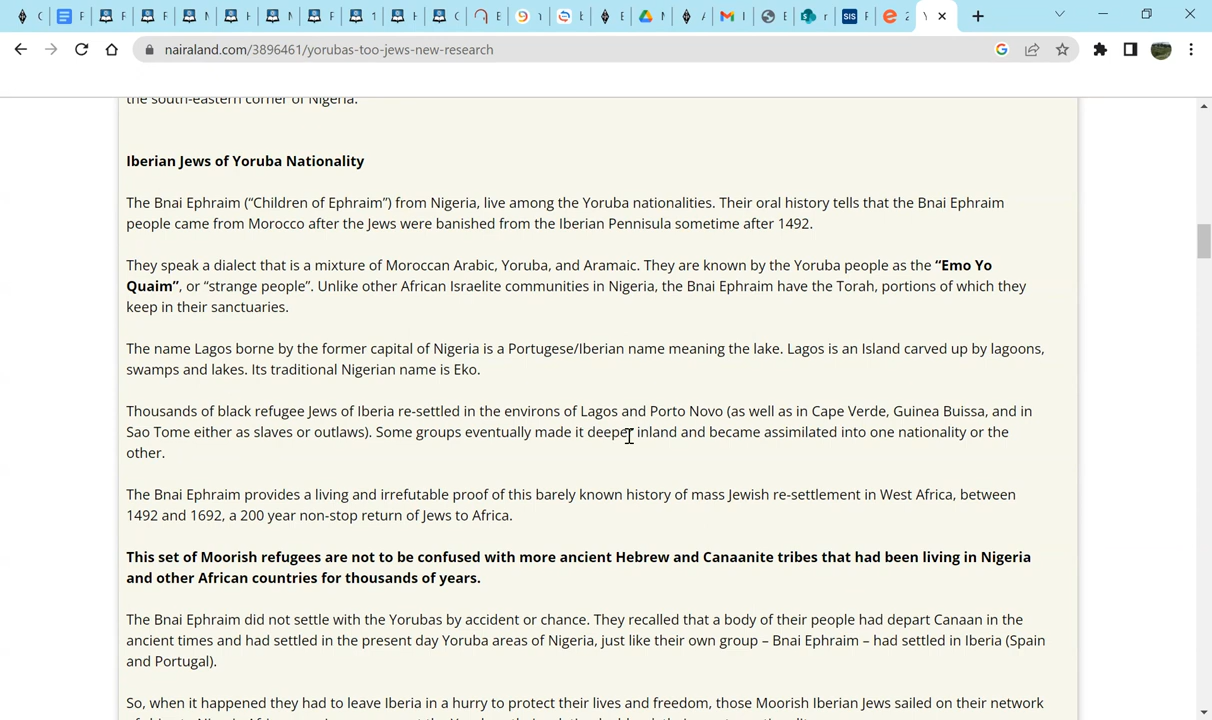 nairaland.com/3896461/yorubas-too-jews-new-research
the south-eastern corner of Nigeria.
Iberian Jews of Yoruba Nationality
The Bnai Ephraim (“Children of Ephraim”) from Nigeria, live among the Yoruba nationalities. Their oral history tells that the Bnai Ephraim
people came from Morocco after the Jews were banished from the Iberian Pennisula sometime after 1492.
They speak a dialect that is a mixture of Moroccan Arabic, Yoruba, and Aramaic. They are known by the Yoruba people as the “Emo Yo
Quaim”, or “strange people”. Unlike other African Israelite communities in Nigeria, the Bnai Ephraim have the Torah, portions of which they
keep in their sanctuaries.
The name Lagos borne by the former capital of Nigeria is a Portugese/Iberian name meaning the lake. Lagos is an Island carved up by lagoons,
swamps and lakes. Its traditional Nigerian name is Eko.
Thousands of black refugee Jews of Iberia re-settled in the environs of Lagos and Porto Novo (as well as in Cape Verde, Guinea Buissa, and in
Sao Tome either as slaves or outlaws). Some groups eventually made it deeper inland and became assimilated into one nationality or the
other.
The Bnai Ephraim provides a living and irrefutable proof of this barely known history of mass Jewish re-settlement in West Africa, between
1492 and 1692, a 200 year non-stop return of Jews to Africa.
This set of Moorish refugees are not to be confused with more ancient Hebrew and Canaanite tribes that had been living in Nigeria
and other African countries for thousands of years.
The Bnai Ephraim did not settle with the Yorubas by accident or chance. They recalled that a body of their people had depart Canaan in the
ancient times and had settled in the present day Yoruba areas of Nigeria, just like their own group – Bnai Ephraim – had settled in Iberia (Spain
and Portugal).
So, when it happened they had to leave Iberia in a hurry to protect their lives and freedom, those Moorish Iberian Jews sailed on their network